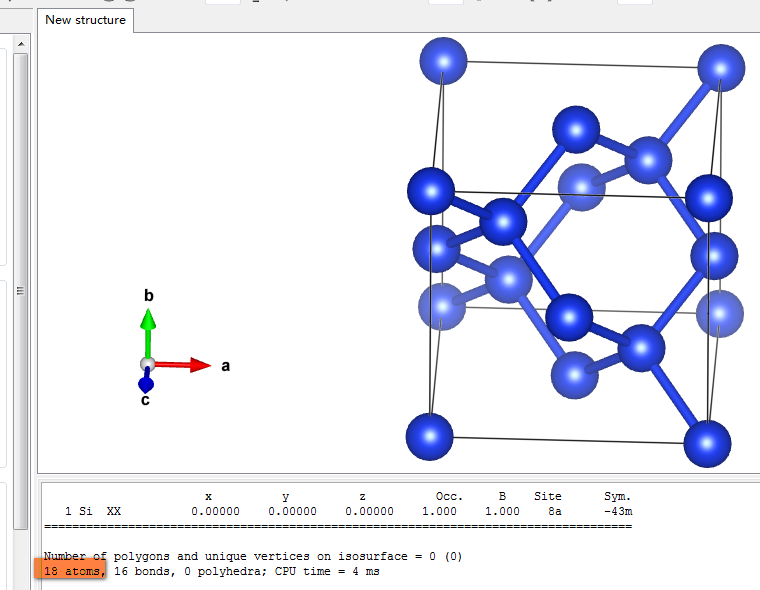 New structure
b
a
c
x y z Occ. B Site Sym.
1 Si XX 0.00000 0.00000 0.00000 1.000 1.000 8a -43m
================================================================================
Number of polygons and unique vertices on isosurface = 0 (0)
18 atoms, 16 bonds, 0 polyhedra; CPU time = 4 ms